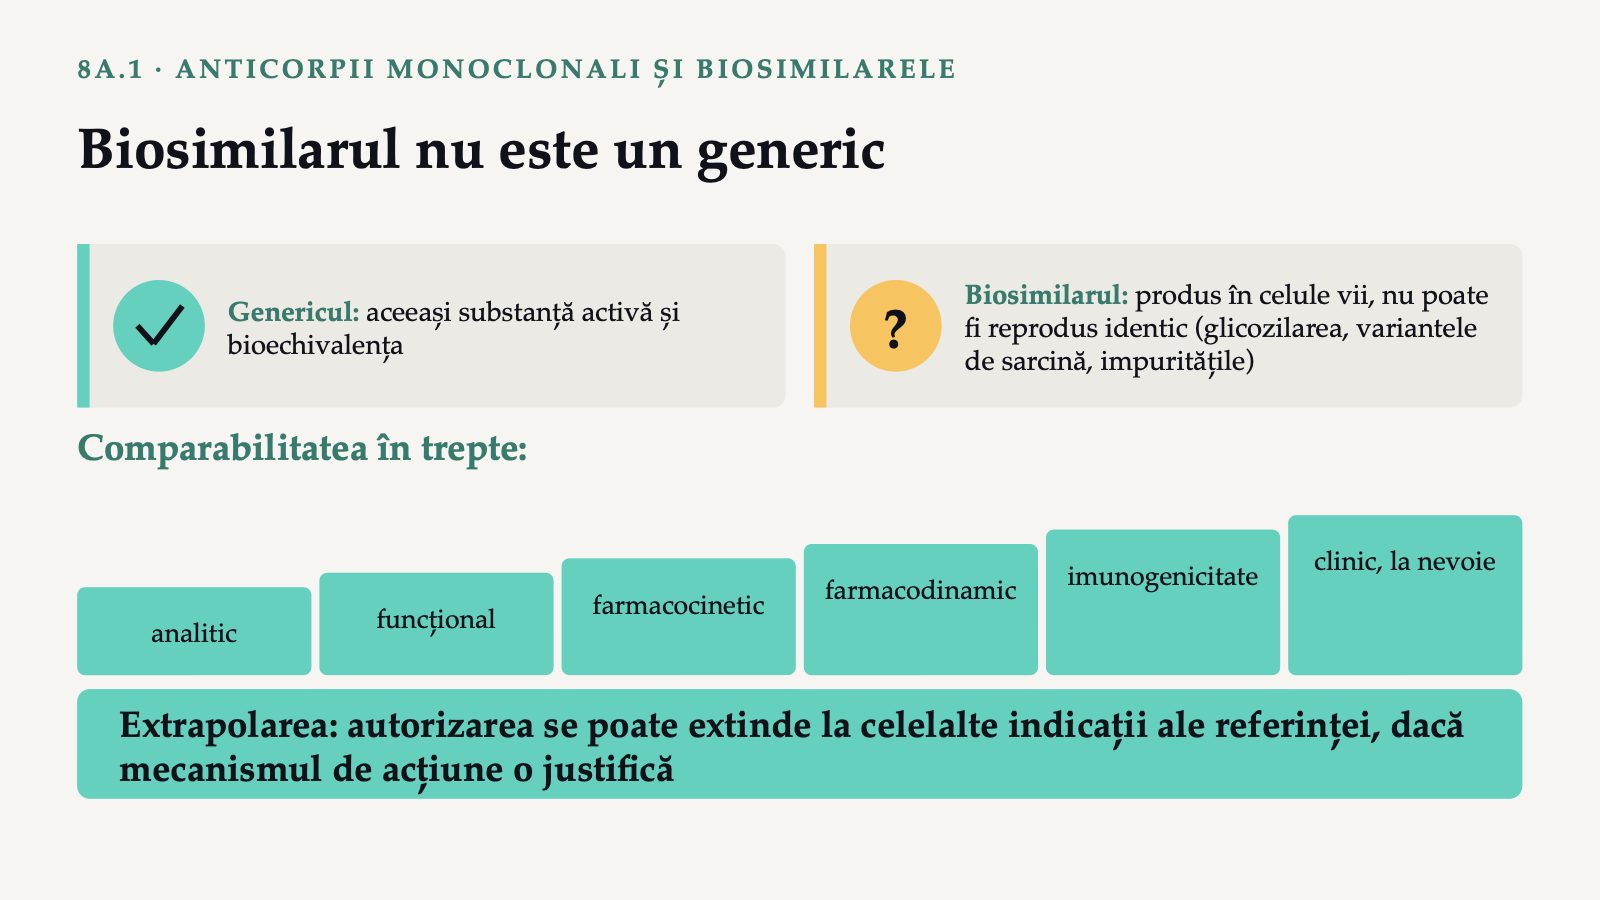 8A.1 · ANTICORPII MONOCLONALI ȘI BIOSIMILARELE
Biosimilarul nu este un generic
Genericul: aceeași substanță activă și
bioechivalența
?
Biosimilarul: produs în celule vii, nu poate
fi reprodus identic (glicozilarea, variantele
de sarcină, impuritățile)
Comparabilitatea în trepte:
analitic
funcțional
farmacocinetic
farmacodinamic
imunogenicitate
clinic, la nevoie
Extrapolarea: autorizarea se poate extinde la celelalte indicații ale referinței, dacă
mecanismul de acțiune o justifică